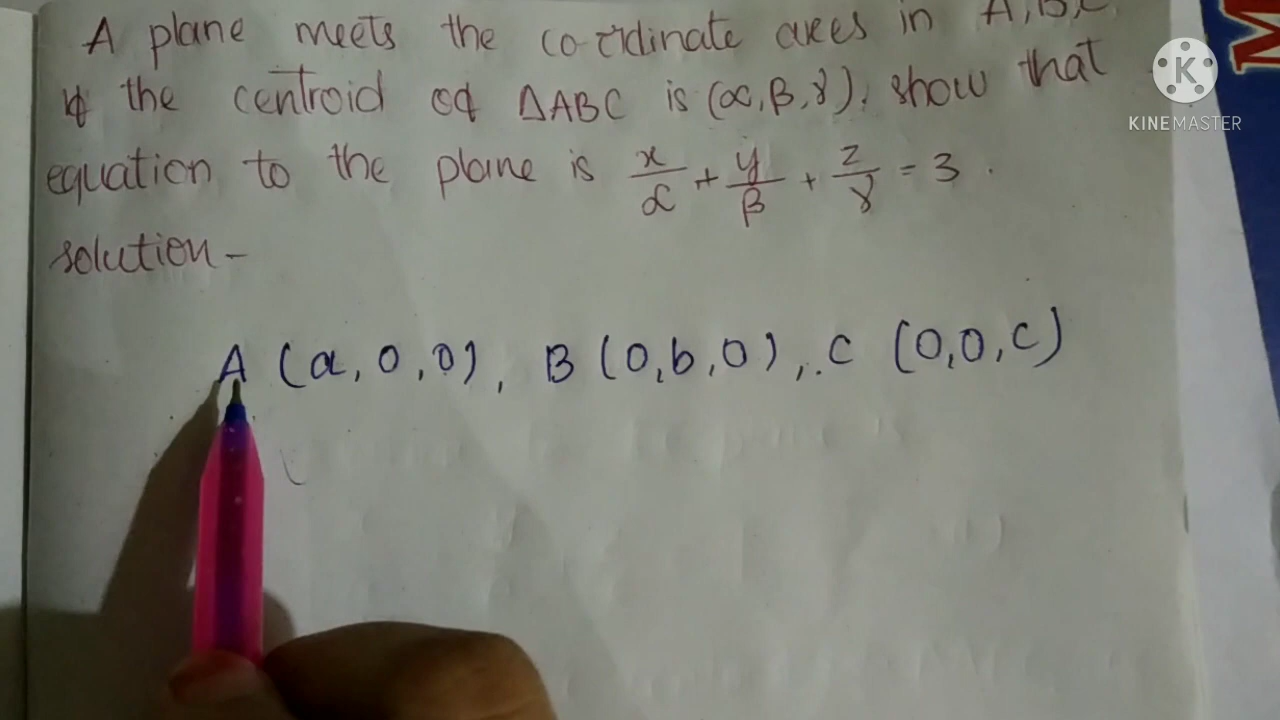 A plane meets the co-ordinate axes in A, B, C.
If the centroid of ΔABC is (α, β, γ), show that
equation to the plane is x/α + y/β + z/γ = 3.
solution -
A (a, 0, 0), B (0, b, 0), C (0, 0, c)
K
KINEMASTER
M